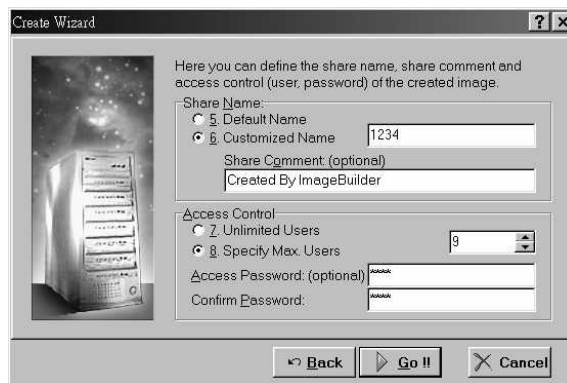 Create Wizard
Here you can define the share name, share comment and
access control (user, password) of the created image.
Share Name:
5. Default Name
6. Customized Name 1234
Share Comment: (optional)
Created By ImageBuilder
Access Control
7. Unlimited Users
8. Specify Max. Users 9
Access Password: (optional) ****
Confirm Password: ****
Back Go !! Cancel